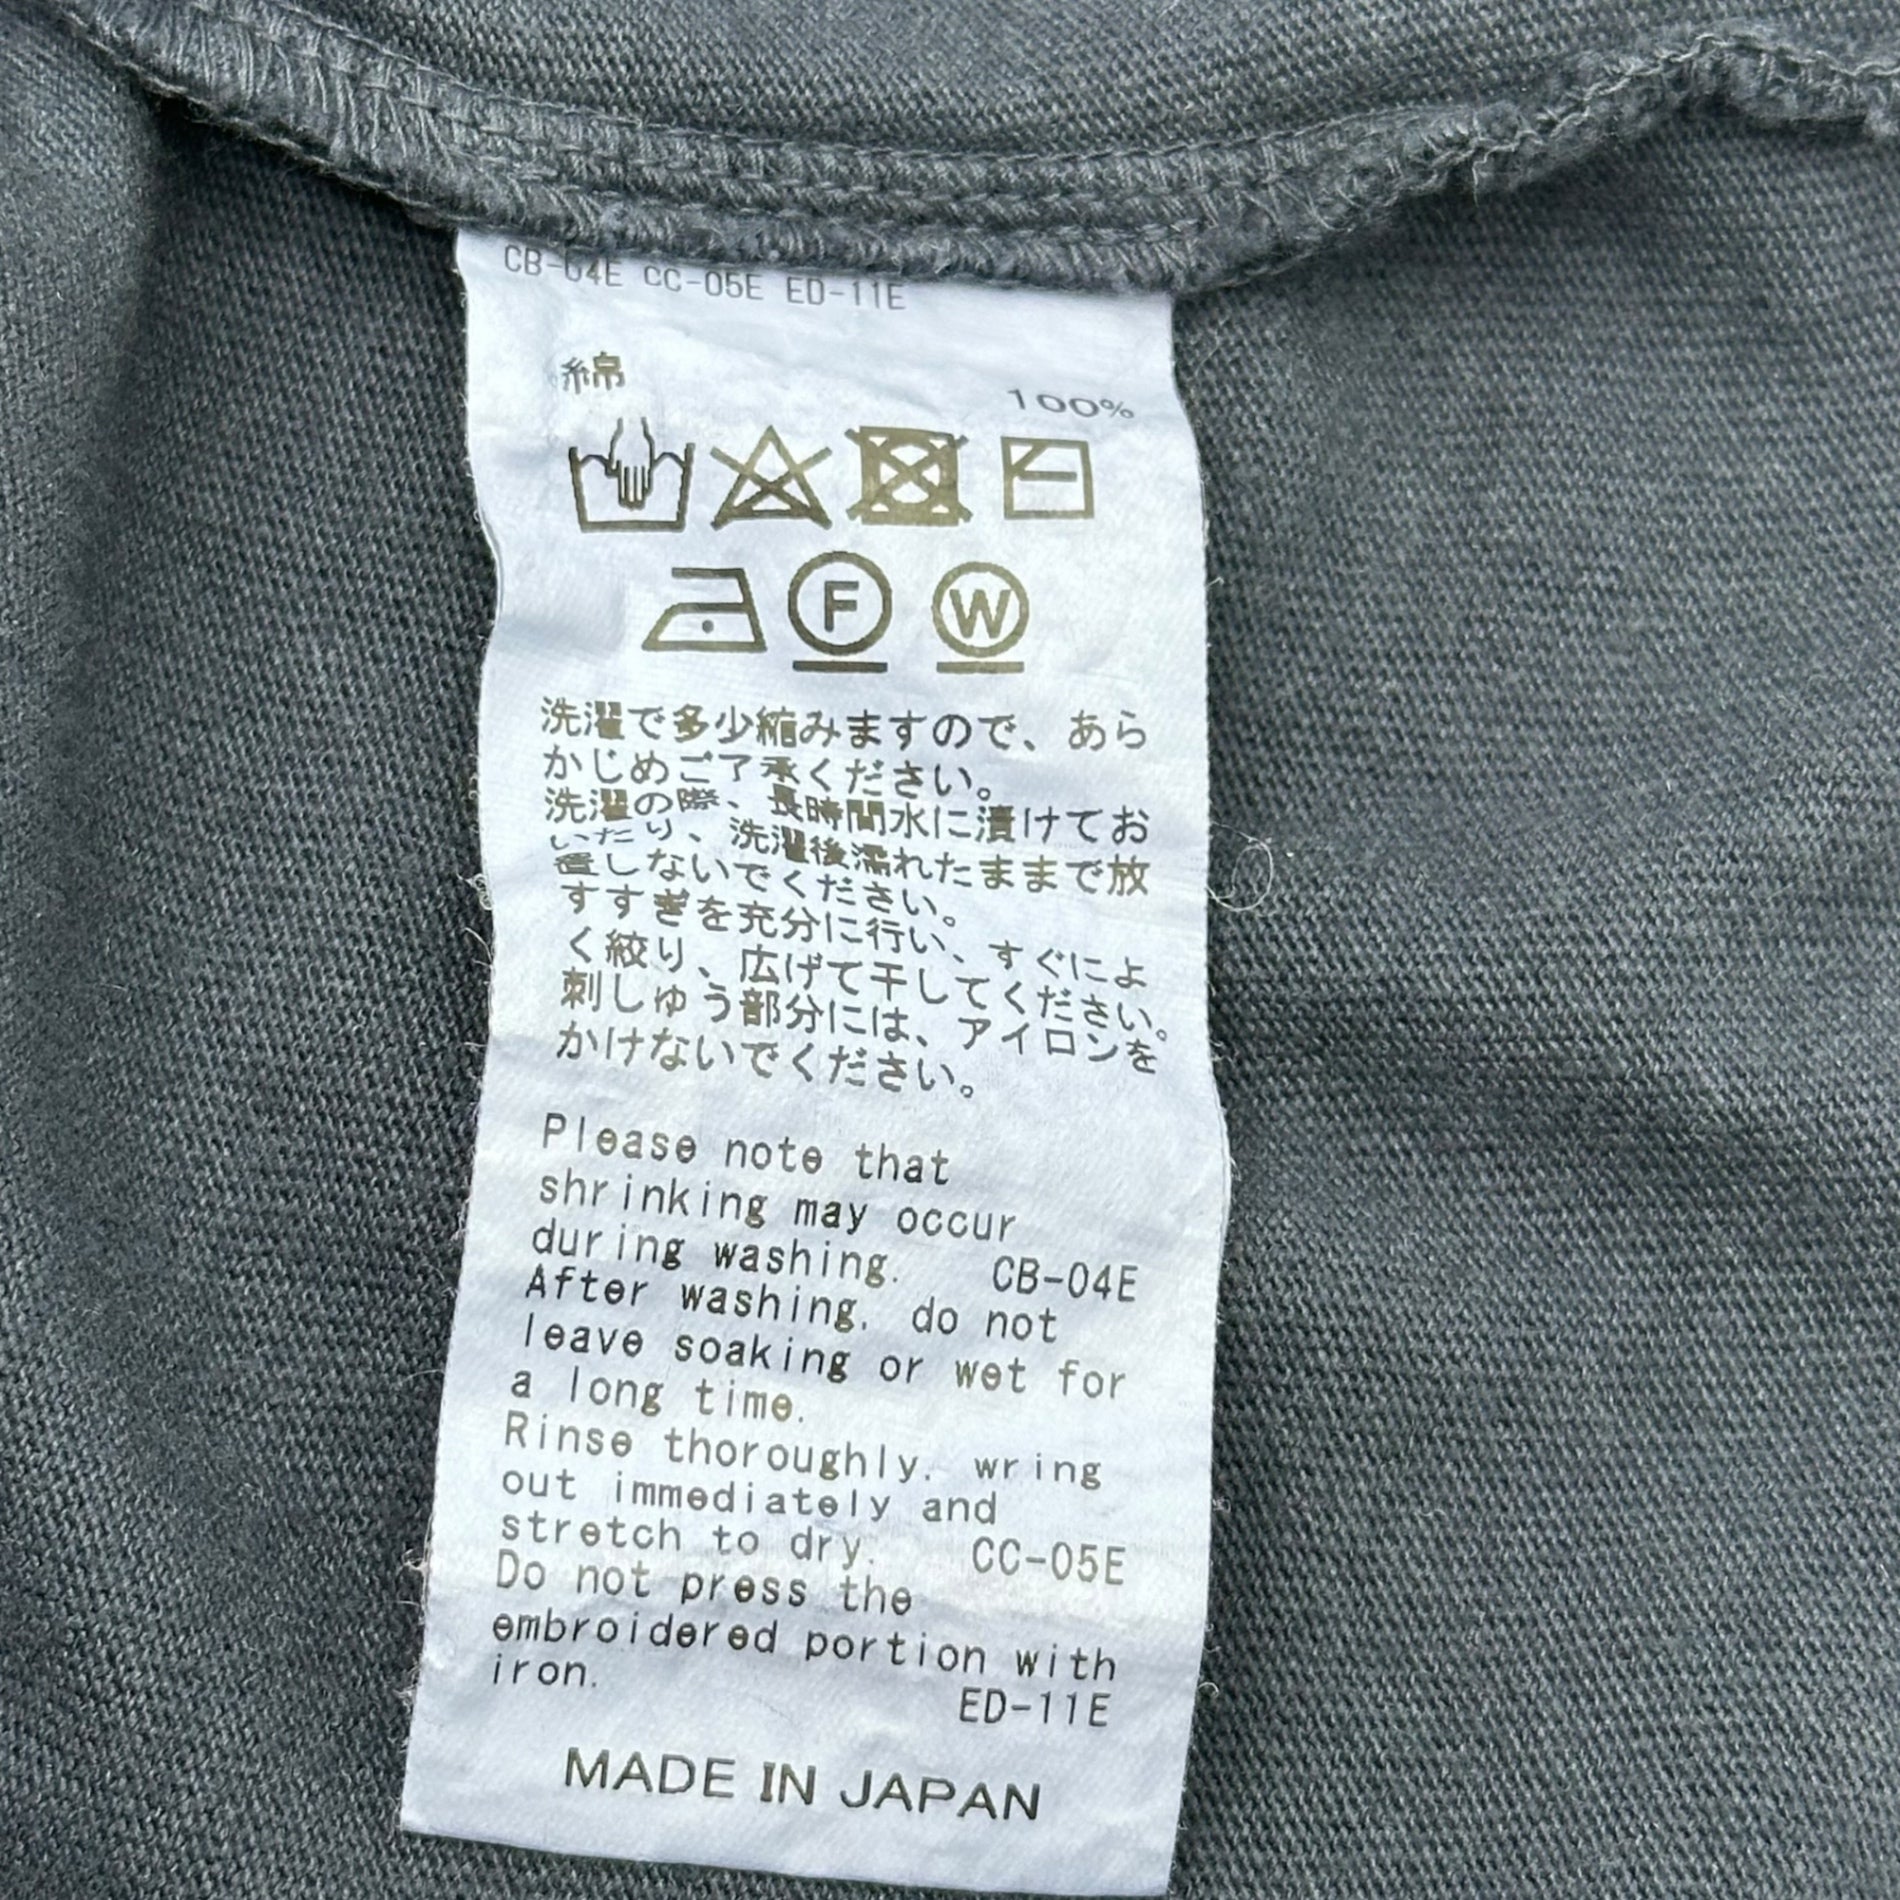 CB-04E CC-05E ED-11E
綿 100%
F W
洗濯で多少縮みますので、あら
かじめご了承ください。
洗濯の際、長時間水に漬けてお
いたり、洗濯後濡れたままで放
置しないでください。
すすぎを充分に行い、すぐによ
く絞り、広げて干してください。
刺しゅう部分には、アイロンを
かけないでください。
Please note that
shrinking may occur
during washing. CB-04E
After washing, do not
leave soaking or wet for
a long time.
Rinse thoroughly, wring
out immediately and
stretch to dry. CC-05E
Do not press the
embroidered portion with
iron.
ED-11E
MADE IN JAPAN